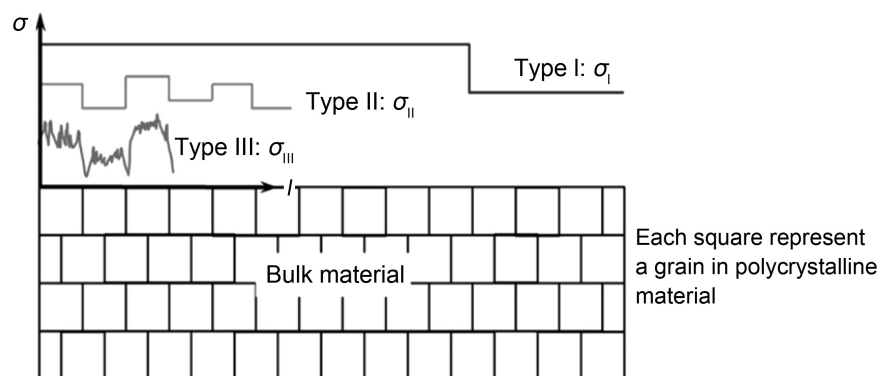 σ
Type I: σI
Type II: σII
Type III: σIII
l
Each square represent
a grain in polycrystalline
material
Bulk material